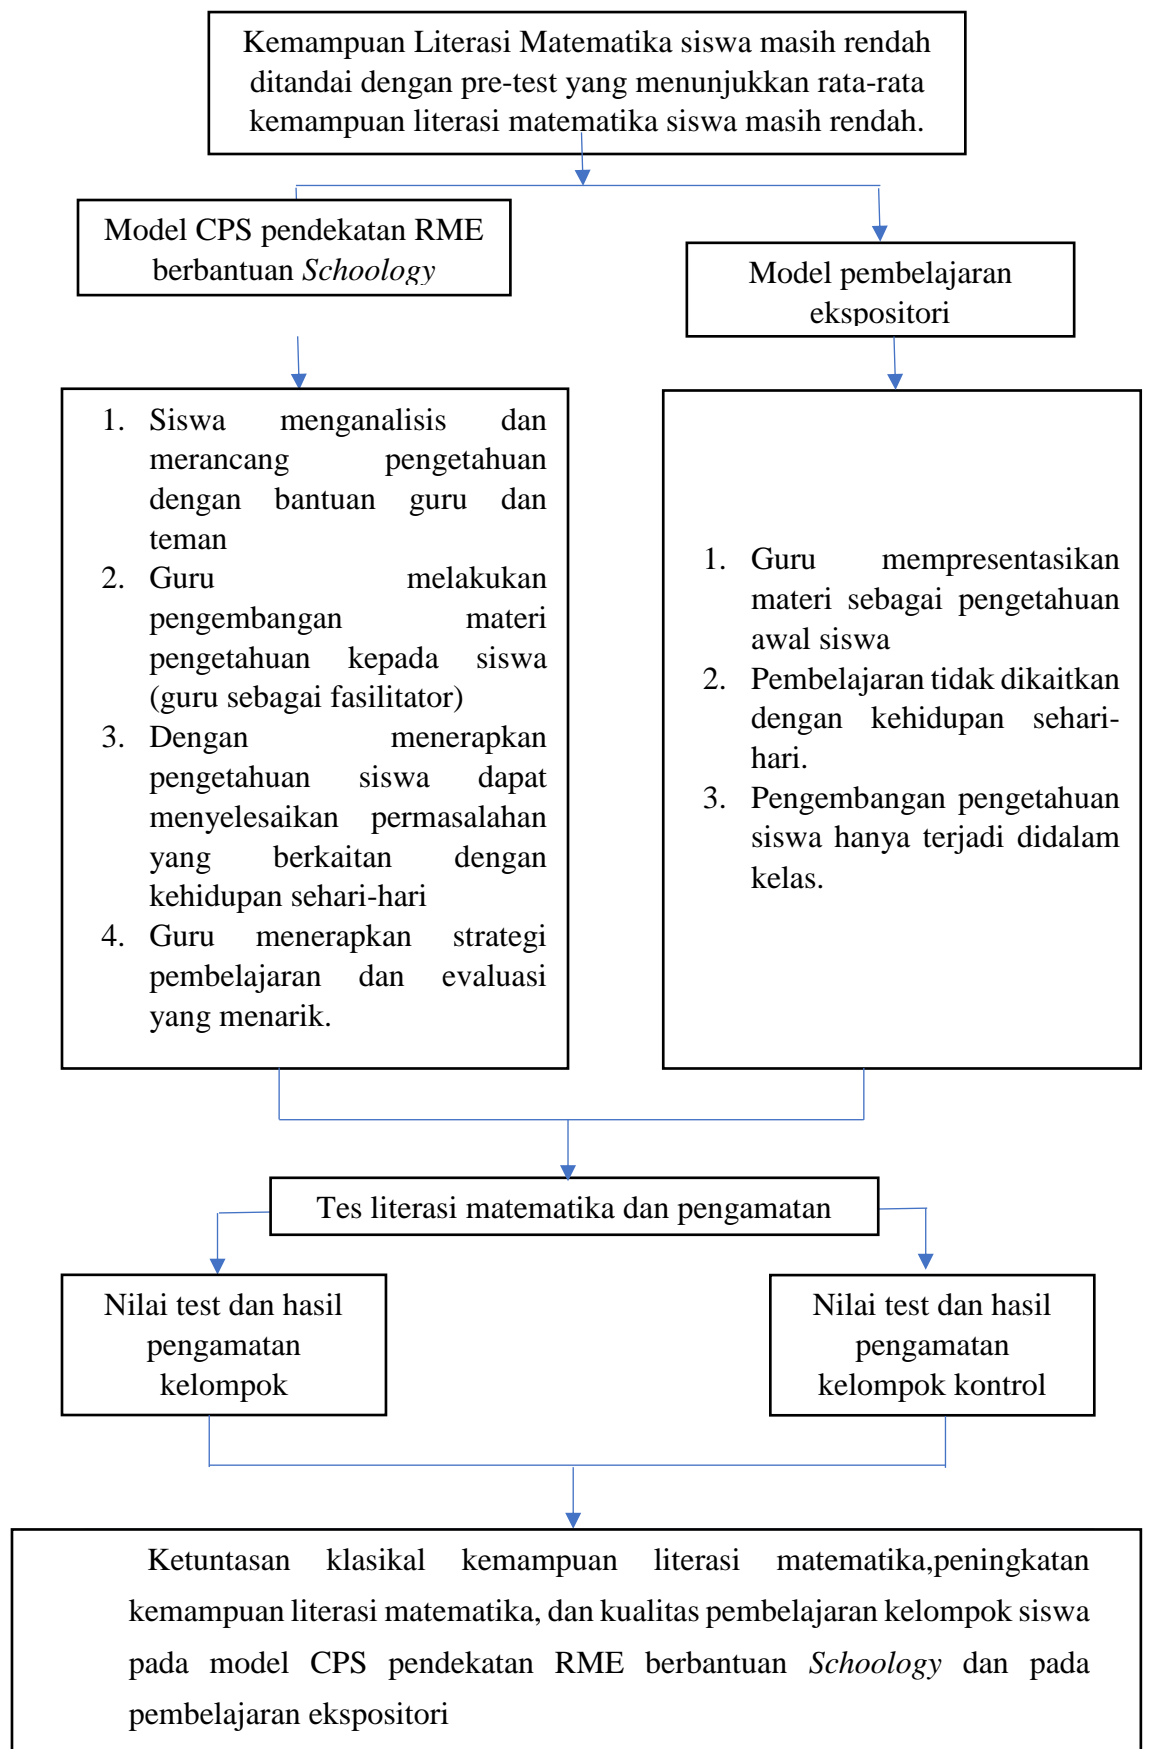 Kemampuan Literasi Matematika siswa masih rendah
ditandai dengan pre-test yang menunjukkan rata-rata
kemampuan literasi matematika siswa masih rendah.
Model CPS pendekatan RME
berbantuan Schoology
Model pembelajaran
ekspositori
1. Siswa menganalisis dan
merancang pengetahuan
dengan bantuan guru dan
teman
2. Guru melakukan
pengembangan materi
pengetahuan kepada siswa
(guru sebagai fasilitator)
3. Dengan menerapkan
pengetahuan siswa dapat
menyelesaikan permasalahan
yang berkaitan dengan
kehidupan sehari-hari
4. Guru menerapkan strategi
pembelajaran dan evaluasi
yang menarik.
1. Guru mempresentasikan
materi sebagai pengetahuan
awal siswa
2. Pembelajaran tidak dikaitkan
dengan kehidupan sehari-
hari.
3. Pengembangan pengetahuan
siswa hanya terjadi didalam
kelas.
Tes literasi matematika dan pengamatan
Nilai test dan hasil
pengamatan
kelompok
Nilai test dan hasil
pengamatan
kelompok kontrol
Ketuntasan klasikal kemampuan literasi matematika,peningkatan
kemampuan literasi matematika, dan kualitas pembelajaran kelompok siswa
pada model CPS pendekatan RME berbantuan Schoology dan pada
pembelajaran ekspositori